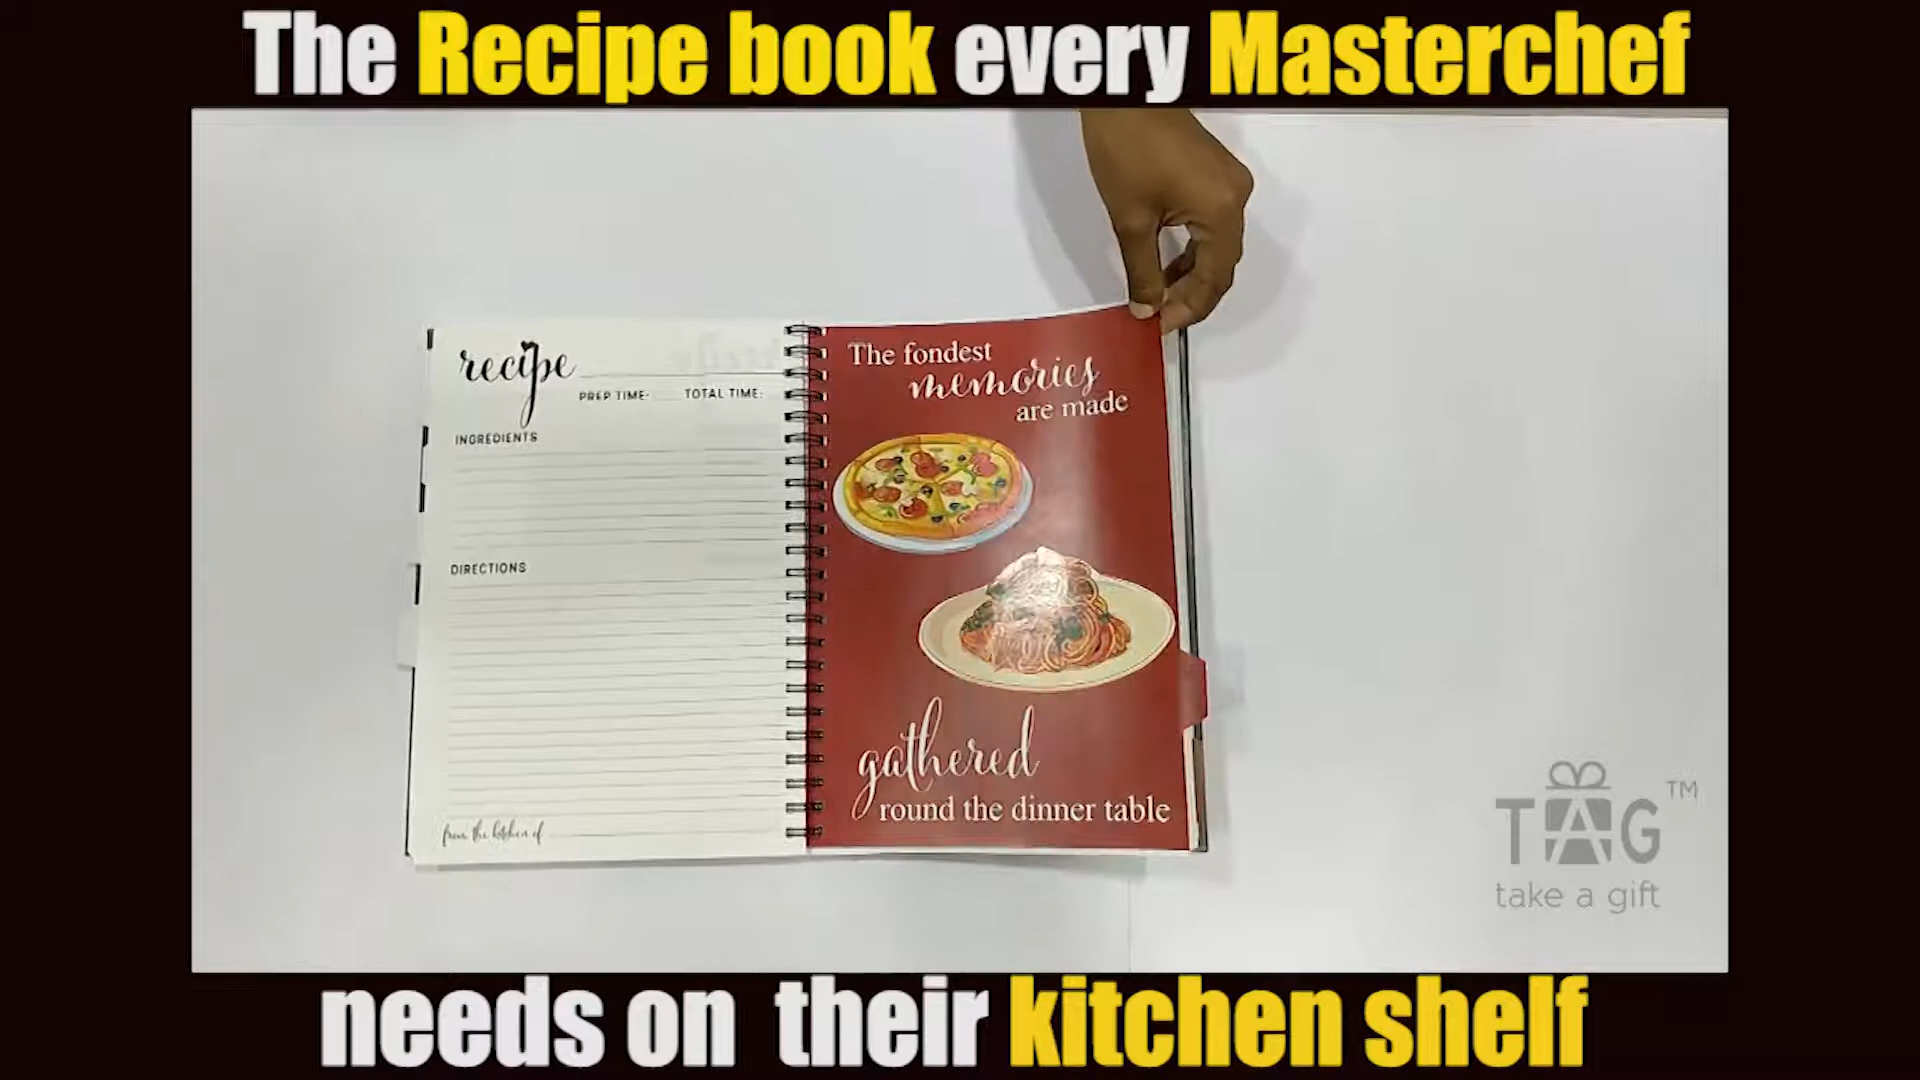 The Recipe book every Masterchef
recipe
PREP TIME: TOTAL TIME:
INGREDIENTS
DIRECTIONS
from the kitchen of
The fondest
memories
are made
gathered
round the dinner table
TAG™
take a gift
needs on their kitchen shelf